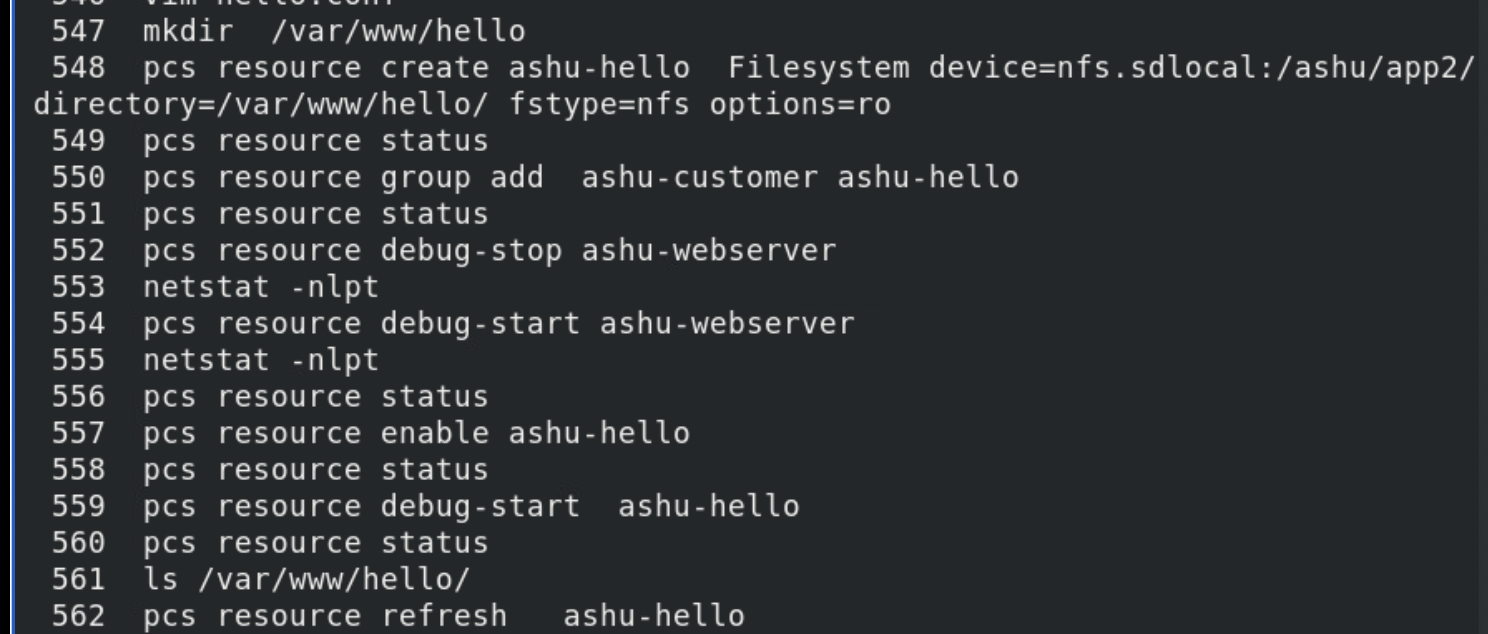 546  vim hello.conf
547  mkdir  /var/www/hello
548  pcs resource create ashu-hello  Filesystem device=nfs.sdlocal:/ashu/app2/
directory=/var/www/hello/ fstype=nfs options=ro
549  pcs resource status
550  pcs resource group add  ashu-customer ashu-hello
551  pcs resource status
552  pcs resource debug-stop ashu-webserver
553  netstat -nlpt
554  pcs resource debug-start ashu-webserver
555  netstat -nlpt
556  pcs resource status
557  pcs resource enable ashu-hello
558  pcs resource status
559  pcs resource debug-start  ashu-hello
560  pcs resource status
561  ls /var/www/hello/
562  pcs resource refresh   ashu-hello